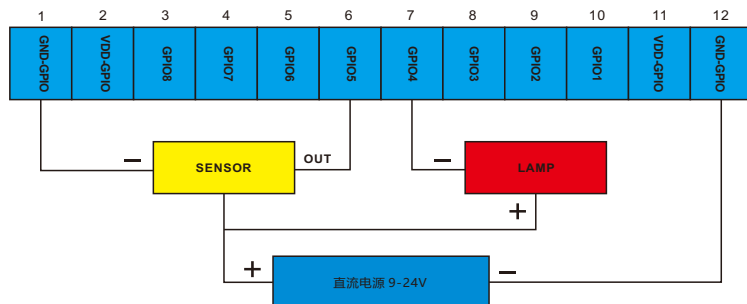 1 2 3 4 5 6 7 8 9 10 11 12
GND-GPIO VDD-GPIO GPIO8 GPIO7 GPIO6 GPIO5 GPIO4 GPIO3 GPIO2 GPIO1 VDD-GPIO GND-GPIO
− SENSOR OUT − LAMP
+
+ 直流电源 9-24V −